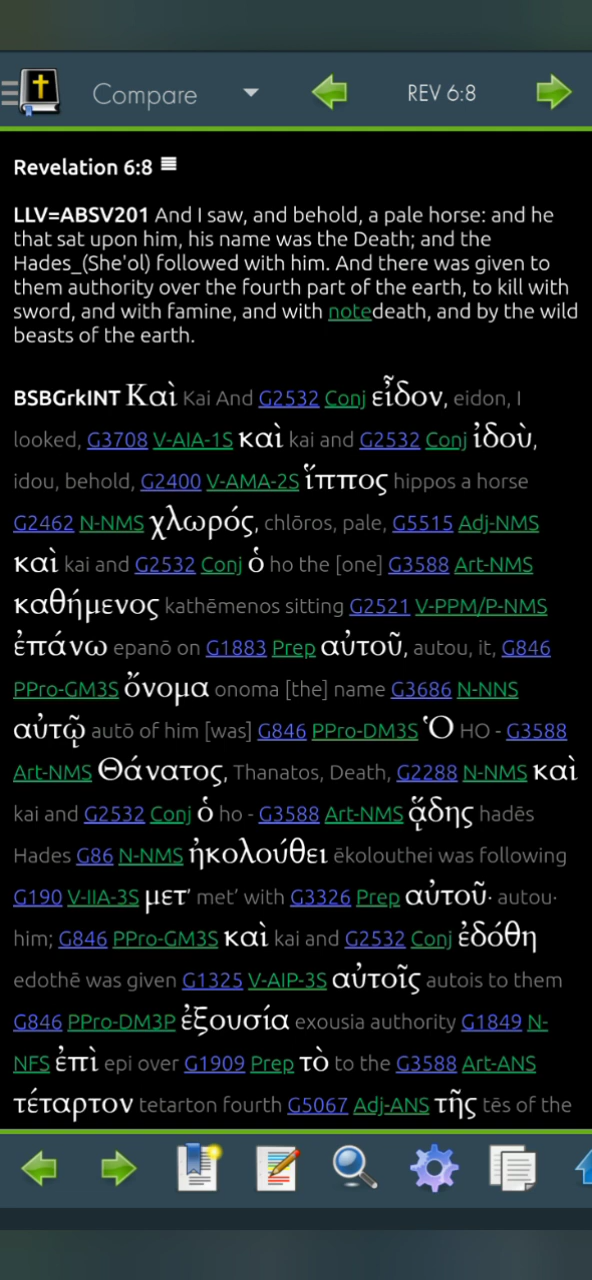 Compare REV 6:8
Revelation 6:8
LLV=ABSV201 And I saw, and behold, a pale horse: and he
that sat upon him, his name was the Death; and the
Hades_(She'ol) followed with him. And there was given to
them authority over the fourth part of the earth, to kill with
sword, and with famine, and with notedeath, and by the wild
beasts of the earth.
BSBGrkINT Καὶ Kai And G2532 Conj εἶδον, eidon, I
looked, G3708 V-AIA-1S καὶ kai and G2532 Conj ἰδοὺ,
idou, behold, G2400 V-AMA-2S ἵππος hippos a horse
G2462 N-NMS χλωρός, chlōros, pale, G5515 Adj-NMS
καὶ kai and G2532 Conj ὁ ho the [one] G3588 Art-NMS
καθήμενος kathēmenos sitting G2521 V-PPM/P-NMS
ἐπάνω epanō on G1883 Prep αὐτοῦ, autou, it, G846
PPro-GM3S ὄνομα onoma [the] name G3686 N-NNS
αὐτῷ autō of him [was] G846 PPro-DM3S Ὁ HO - G3588
Art-NMS Θάνατος, Thanatos, Death, G2288 N-NMS καὶ
kai and G2532 Conj ὁ ho - G3588 Art-NMS ᾅδης hadēs
Hades G86 N-NMS ἠκολούθει ēkolouthei was following
G190 V-IIA-3S μετ’ met’ with G3326 Prep αὐτοῦ· autou·
him; G846 PPro-GM3S καὶ kai and G2532 Conj ἐδόθη
edothē was given G1325 V-AIP-3S αὐτοῖς autois to them
G846 PPro-DM3P ἐξουσία exousia authority G1849 N-
NFS ἐπὶ epi over G1909 Prep τὸ to the G3588 Art-ANS
τέταρτον tetarton fourth G5067 Adj-ANS τῆς tēs of the